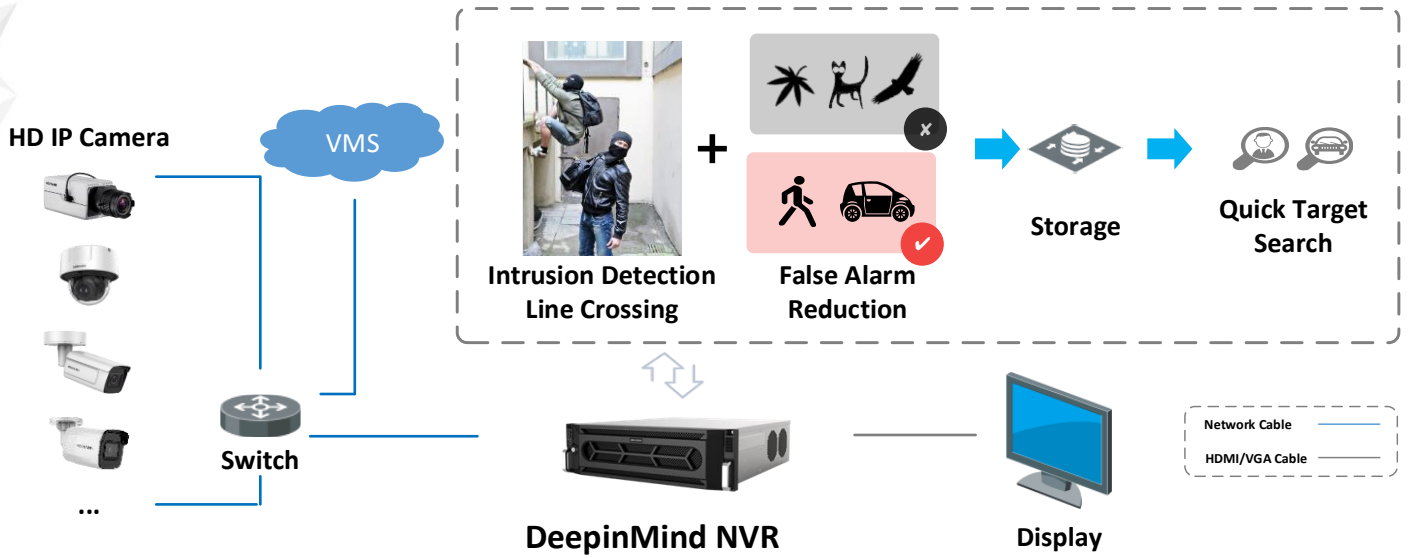 HD IP Camera
VMS
Intrusion Detection
Line Crossing
+
False Alarm
Reduction
Storage
Quick Target
Search
Switch
...
DeepinMind NVR
Display
Network Cable
HDMI/VGA Cable